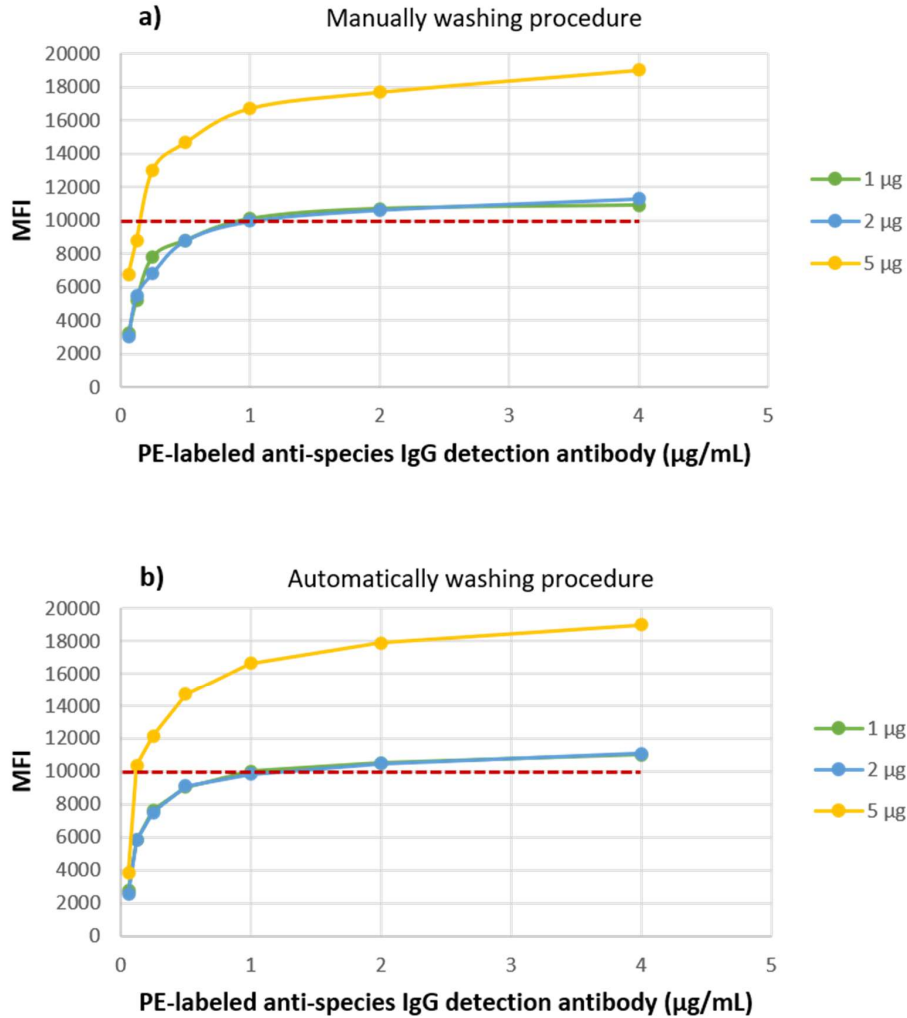 a) Manually washing procedure
20000
18000
16000
14000
12000
10000
8000
6000
4000
2000
0
MFI
0 1 2 3 4 5
PE-labeled anti-species IgG detection antibody (µg/mL)
1 µg
2 µg
5 µg
b) Automatically washing procedure
20000
18000
16000
14000
12000
10000
8000
6000
4000
2000
0
MFI
0 1 2 3 4 5
PE-labeled anti-species IgG detection antibody (µg/mL)
1 µg
2 µg
5 µg